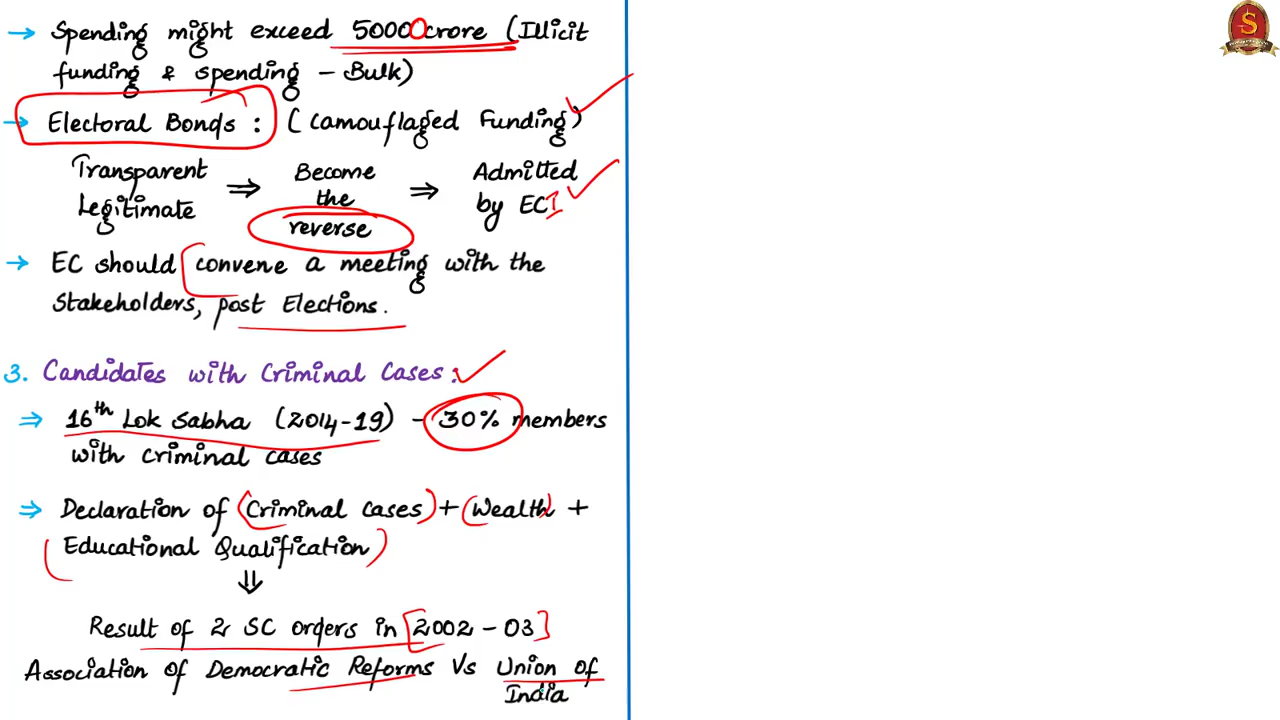 → Spending might exceed 50000 crore (Illicit
funding & spending - Bulk)
→ Electoral Bonds : (Camouflaged Funding)
Transparent Legitimate ⇒ Become the reverse ⇒ Admitted by ECI
→ EC should convene a meeting with the
Stakeholders, post Elections.
3. Candidates with Criminal Cases:
⇒ 16th Lok Sabha (2014-19) - 30% members
with criminal cases
⇒ Declaration of (Criminal cases) + (Wealth) +
(Educational Qualification)
⇓
Result of 2 SC orders in [2002 - 03]
Association of Democratic Reforms Vs Union of
India